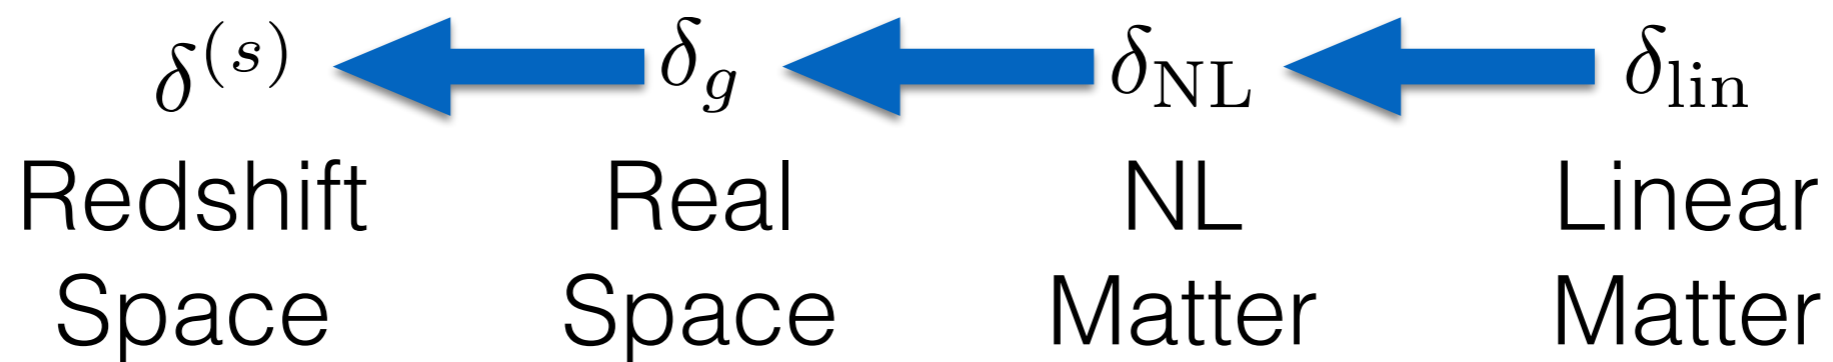 δ^(s) δ_g δ_NL δ_lin
Redshift Real NL Linear
Space Space Matter Matter